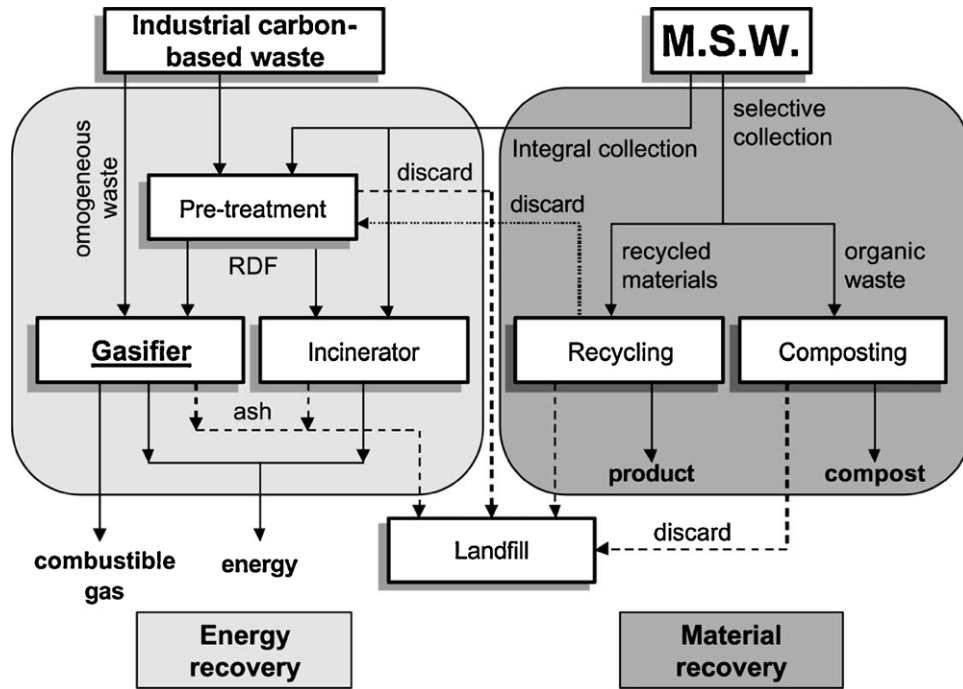 Industrial carbon-
based waste
M.S.W.
omogeneous
waste
selective
collection
Integral collection
discard
Pre-treatment
discard
RDF
recycled
materials
organic
waste
Gasifier
Incinerator
Recycling
Composting
ash
product
compost
combustible
gas
energy
Landfill
discard
Energy
recovery
Material
recovery